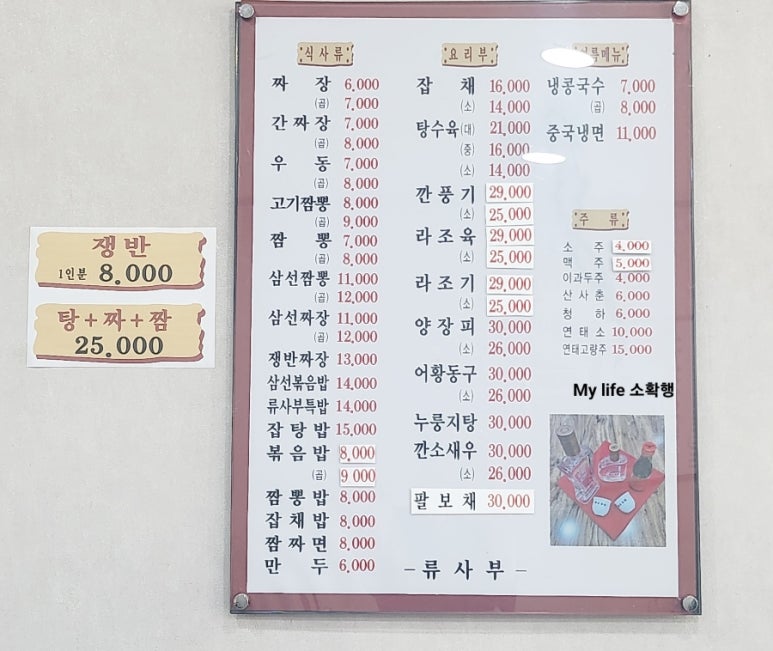 쟁반
1인분 8.000
탕+짜+짬
25.000
식사류
짜 장 6,000
(곱) 7,000
간짜장 7,000
(곱) 8,000
우 동 7,000
(곱) 8,000
고기짬뽕 8,000
(곱) 9,000
짬 뽕 7,000
(곱) 8,000
삼선짬뽕 11,000
(곱) 12,000
삼선짜장 11,000
(곱) 12,000
쟁반짜장 13,000
삼선볶음밥 14,000
류사부특밥 14,000
잡탕밥 15,000
볶음밥 8,000
(곱) 9 000
짬뽕밥 8,000
잡채밥 8,000
짬짜면 8,000
만 두 6,000
요리부
잡 채 16,000
(소) 14,000
탕수육(대) 21,000
(중) 16,000
(소) 14,000
깐풍기 29,000
(소) 25,000
라조육 29,000
(소) 25,000
라조기 29,000
(소) 25,000
양장피 30,000
(소) 26,000
어황동구 30,000
(소) 26,000
누룽지탕 30,000
깐소새우 30,000
(소) 26,000
팔보채 30,000
- 류 사 부 -
메뉴
냉콩국수 7,000
(곱) 8,000
중국냉면 11,000
주 류
소 주 4,000
맥 주 5,000
이과두주 4,000
산사춘 6,000
청 하 6,000
연태소 10,000
연태고량주 15,000
My life 소확행